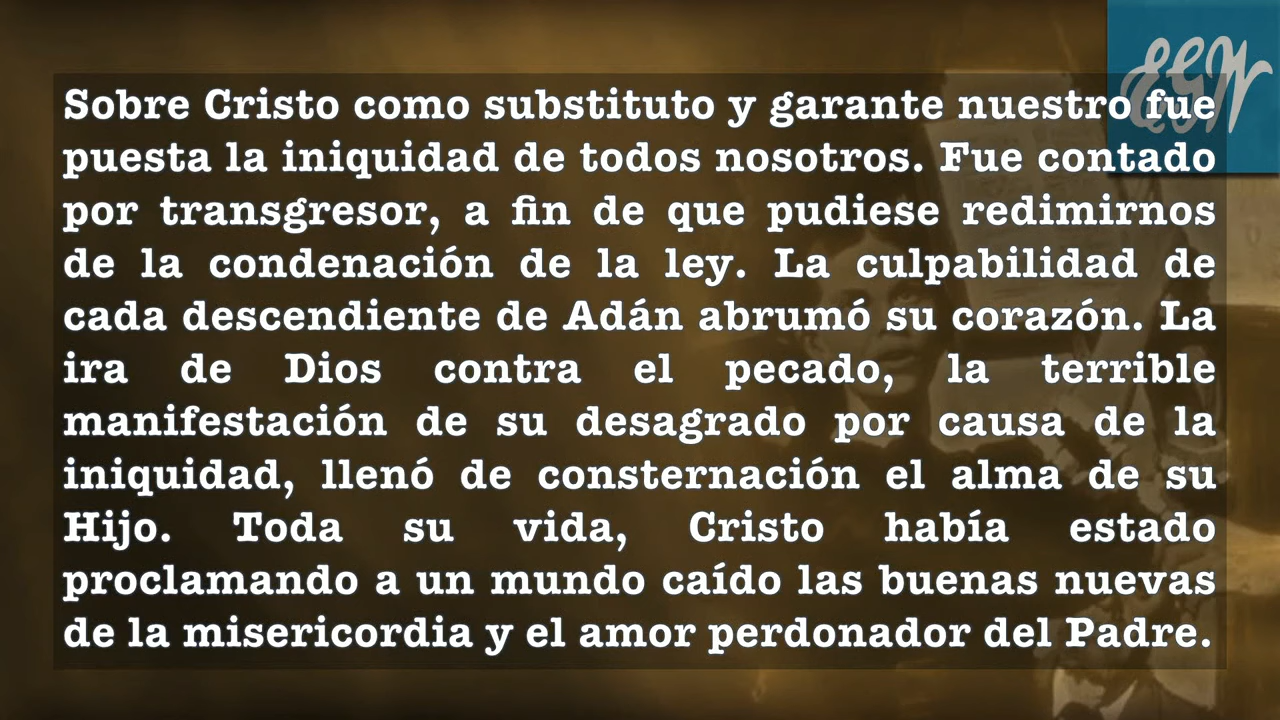 EGW
Sobre Cristo como substituto y garante nuestro fue
puesta la iniquidad de todos nosotros. Fue contado
por transgresor, a fin de que pudiese redimirnos
de la condenación de la ley. La culpabilidad de
cada descendiente de Adán abrumó su corazón. La
ira de Dios contra el pecado, la terrible
manifestación de su desagrado por causa de la
iniquidad, llenó de consternación el alma de su
Hijo. Toda su vida, Cristo había estado
proclamando a un mundo caído las buenas nuevas
de la misericordia y el amor perdonador del Padre.